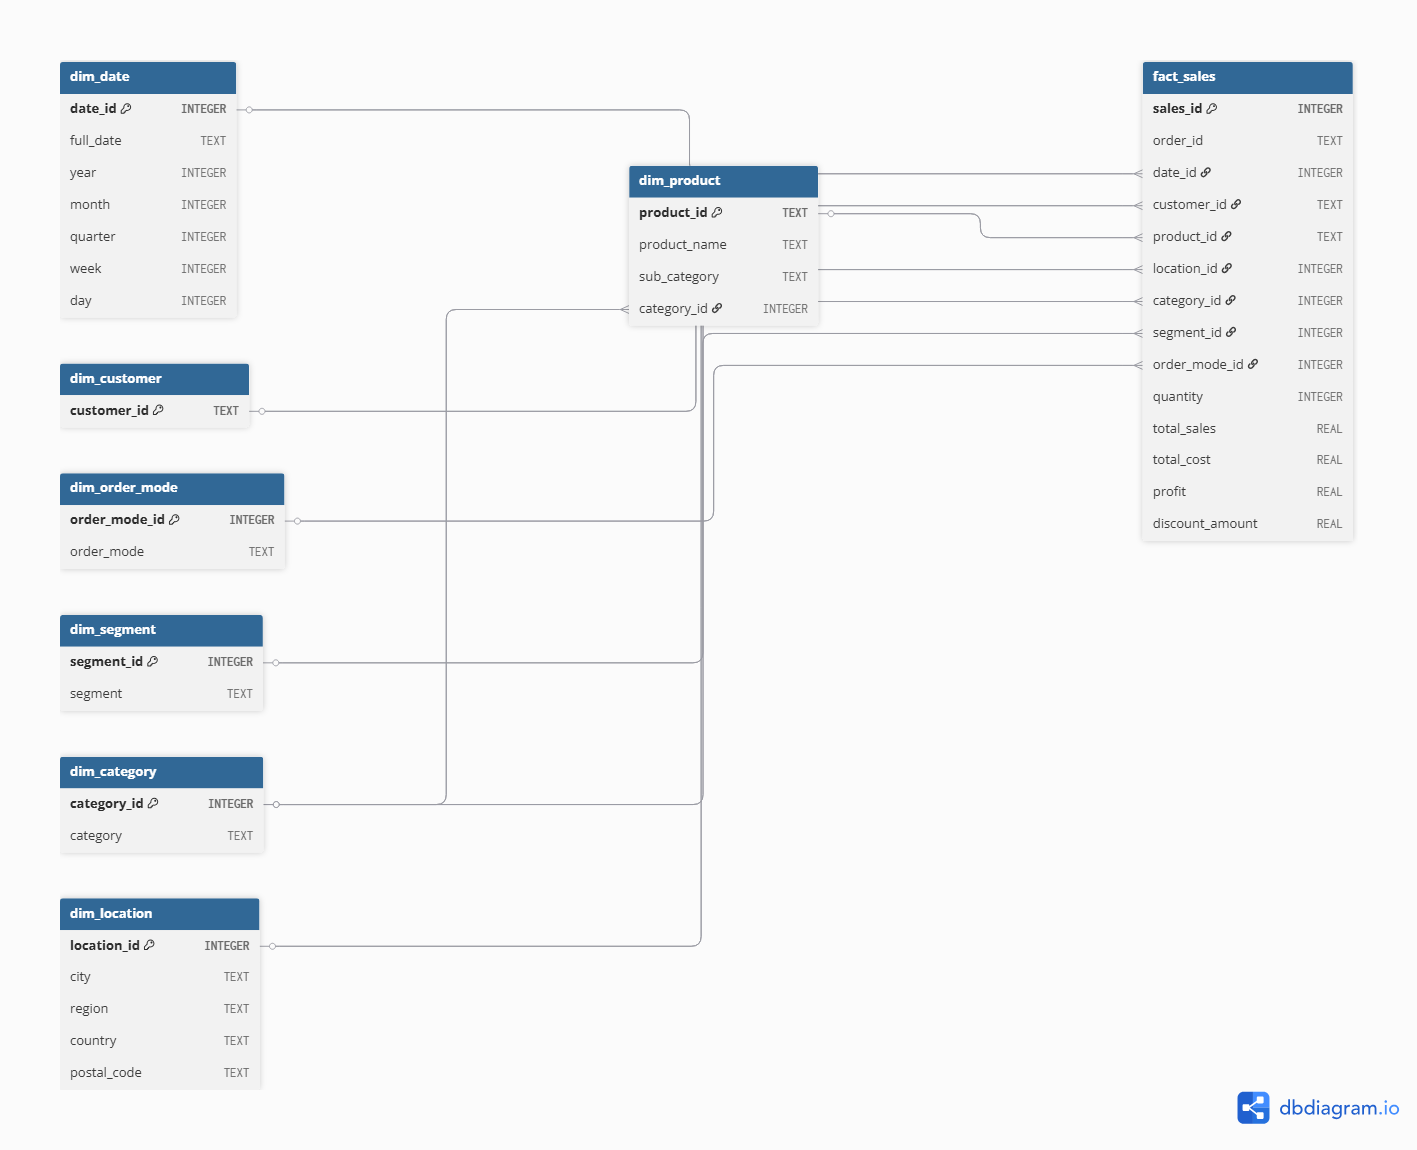 dim_date
date_id INTEGER
full_date TEXT
year INTEGER
month INTEGER
quarter INTEGER
week INTEGER
day INTEGER
dim_customer
customer_id TEXT
dim_order_mode
order_mode_id INTEGER
order_mode TEXT
dim_segment
segment_id INTEGER
segment TEXT
dim_category
category_id INTEGER
category TEXT
dim_location
location_id INTEGER
city TEXT
region TEXT
country TEXT
postal_code TEXT
dim_product
product_id TEXT
product_name TEXT
sub_category TEXT
category_id INTEGER
fact_sales
sales_id INTEGER
order_id TEXT
date_id INTEGER
customer_id TEXT
product_id TEXT
location_id INTEGER
category_id INTEGER
segment_id INTEGER
order_mode_id INTEGER
quantity INTEGER
total_sales REAL
total_cost REAL
profit REAL
discount_amount REAL
dbdiagram.io